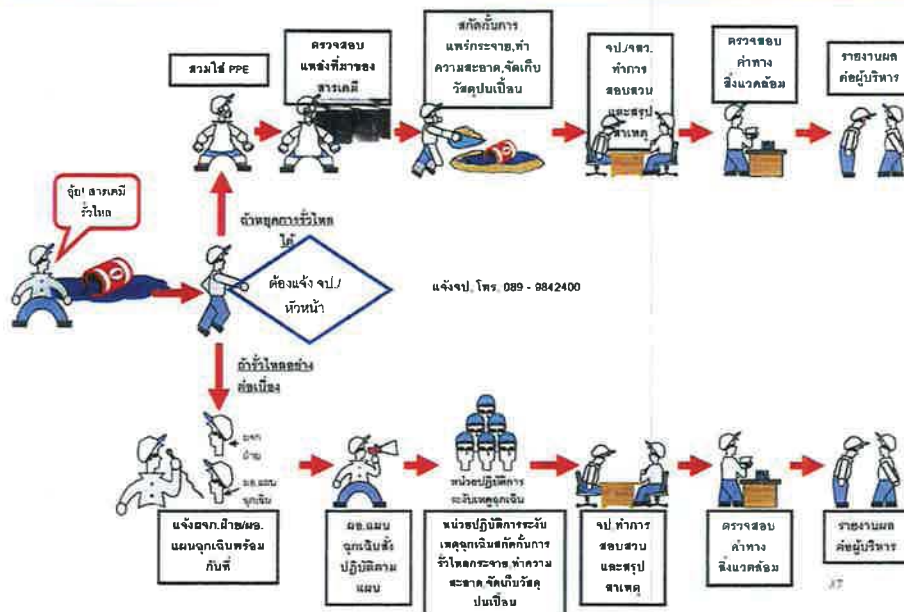 สวมใส่ PPE
ตรวจสอบ
แหล่งที่มาของ
สารเคมี
สกัดกั้นการ
แพร่กระจาย,ทำ
ความสะอาด,จัดเก็บ
วัสดุปนเปื้อน
จป./จสว.
ทำการ
สอบสวน
และสรุป
สาเหตุ
ตรวจสอบ
ค่าทาง
สิ่งแวดล้อม
รายงานผล
ต่อผู้บริหาร
อุ้ย! สารเคมี
รั่วไหล
ถ้าหยุดการรั่วไหล
ได้
ต้องแจ้ง จป./
หัวหน้า
แจ้งจป. โทร. 089 - 9842400
ถ้ารั่วไหลอย่าง
ต่อเนื่อง
ผจก
ฝ่าย
ผอ.แผน
ฉุกเฉิน
แจ้งผจก.ฝ่าย/ผอ.
แผนฉุกเฉินพร้อม
กันที่
ผอ.แผน
ฉุกเฉินสั่ง
ปฏิบัติตาม
แผน
หน่วยปฏิบัติการ
ระงับเหตุฉุกเฉิน
หน่วยปฏิบัติการระงับ
เหตุฉุกเฉินสกัดกั้นการ
รั่วไหลกระจาย,ทำความ
สะอาด,จัดเก็บวัสดุ
ปนเปื้อน
จป ทำการ
สอบสวน
และสรุป
สาเหตุ
ตรวจสอบ
ค่าทาง
สิ่งแวดล้อม
รายงานผล
ต่อผู้บริหาร
37